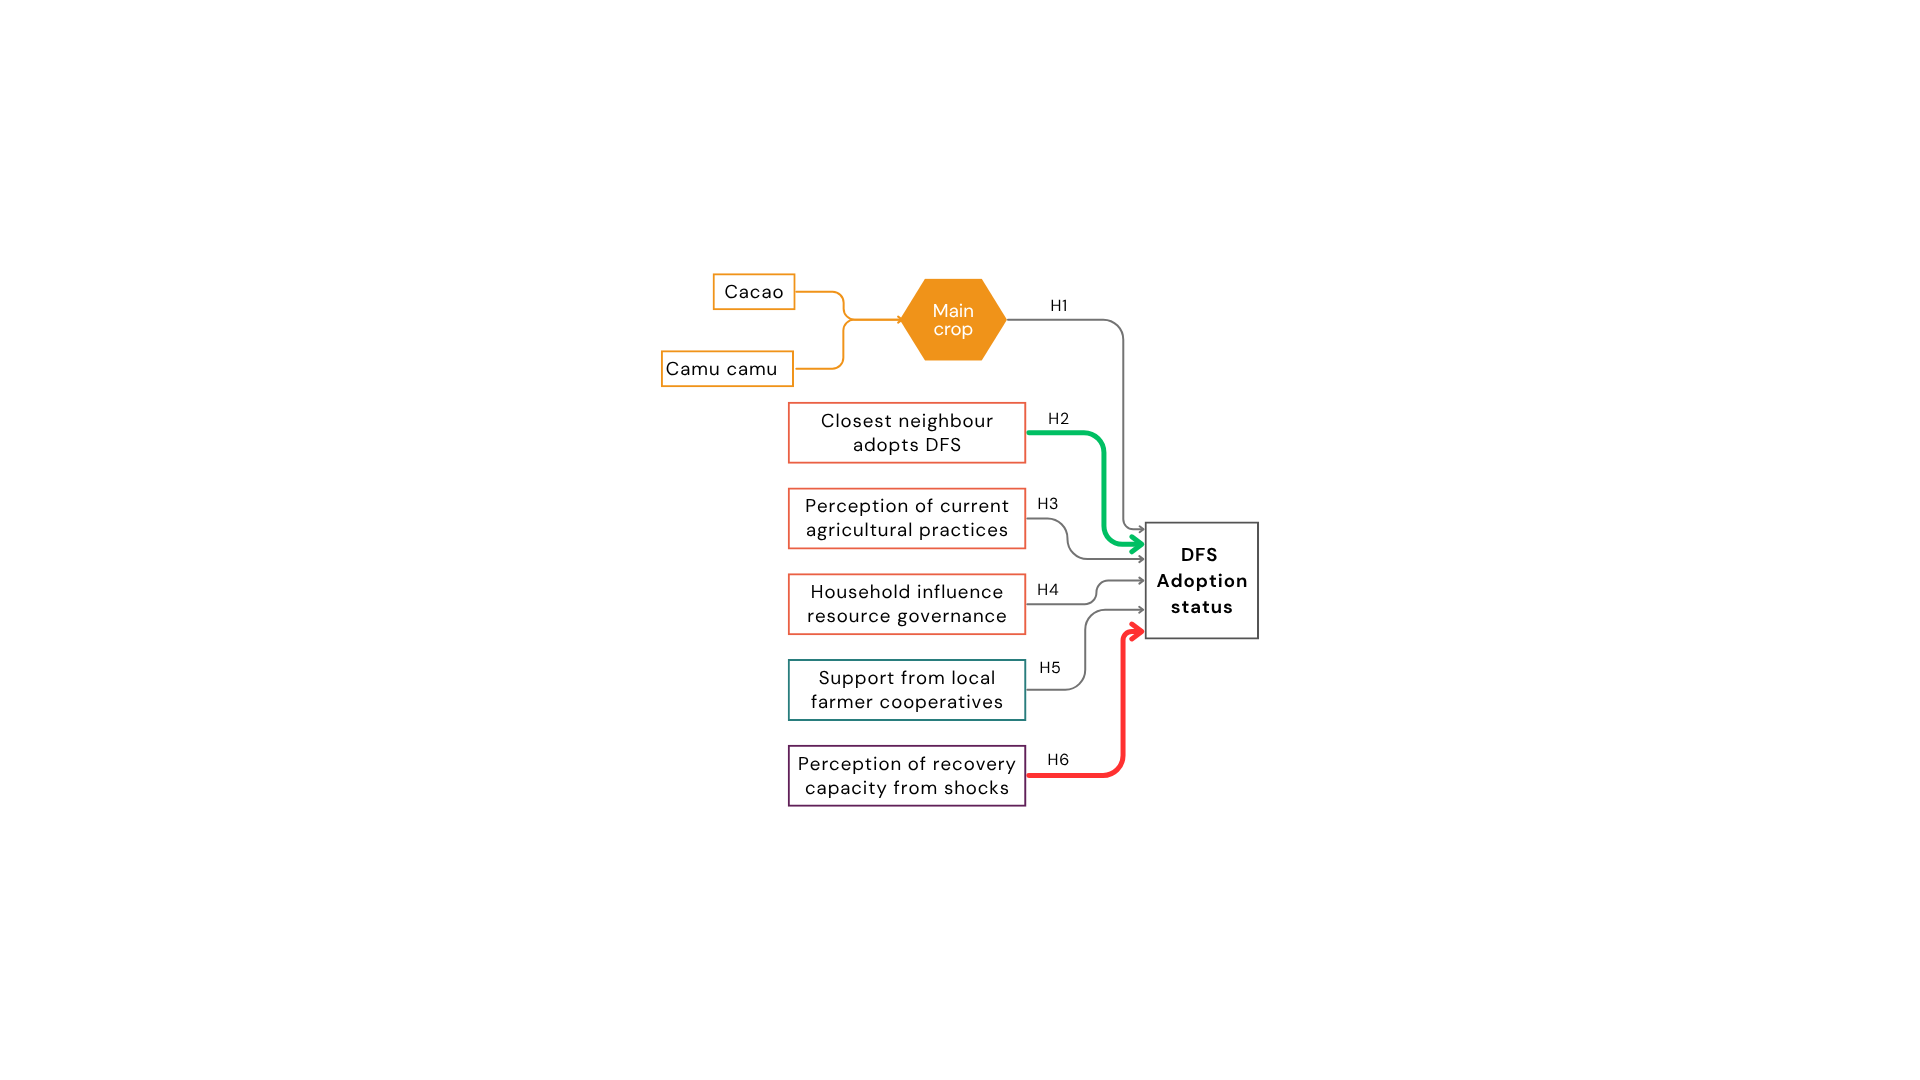 Cacao
Main
crop
H1
Camu camu
Closest neighbour
adopts DFS
H2
Perception of current
agricultural practices
H3
Household influence
resource governance
H4
Support from local
farmer cooperatives
H5
Perception of recovery
capacity from shocks
H6
DFS
Adoption
status